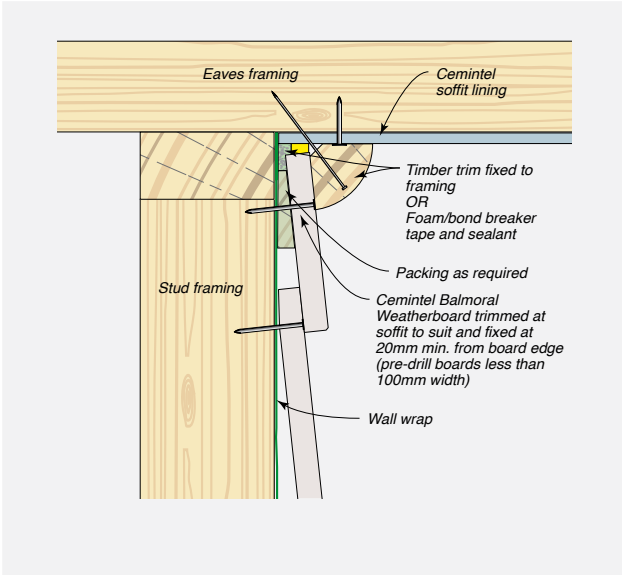 Eaves framing
Cemintel
soffit lining
Timber trim fixed to
framing
OR
Foam/bond breaker
tape and sealant
Packing as required
Stud framing
Cemintel Balmoral
Weatherboard trimmed at
soffit to suit and fixed at
20mm min. from board edge
(pre-drill boards less than
100mm width)
Wall wrap